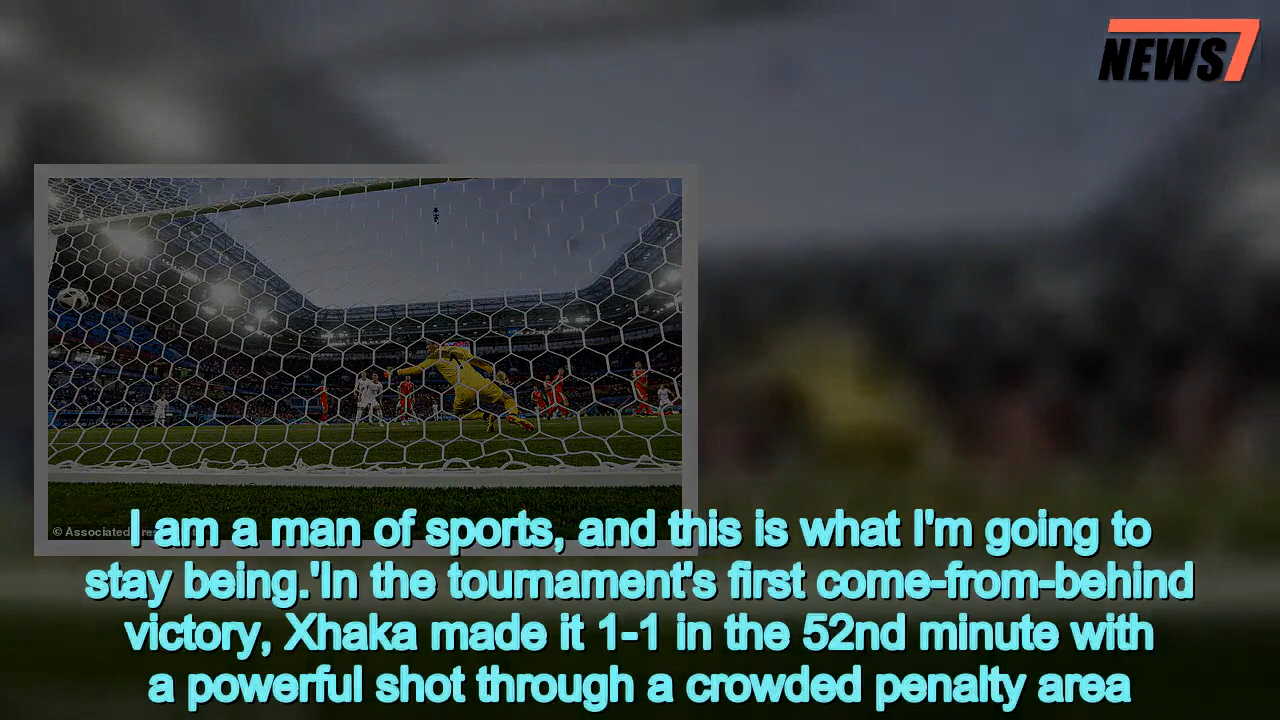 NEWS7
© Associated
I am a man of sports, and this is what I'm going to
stay being.'In the tournament's first come-from-behind
victory, Xhaka made it 1-1 in the 52nd minute with
a powerful shot through a crowded penalty area